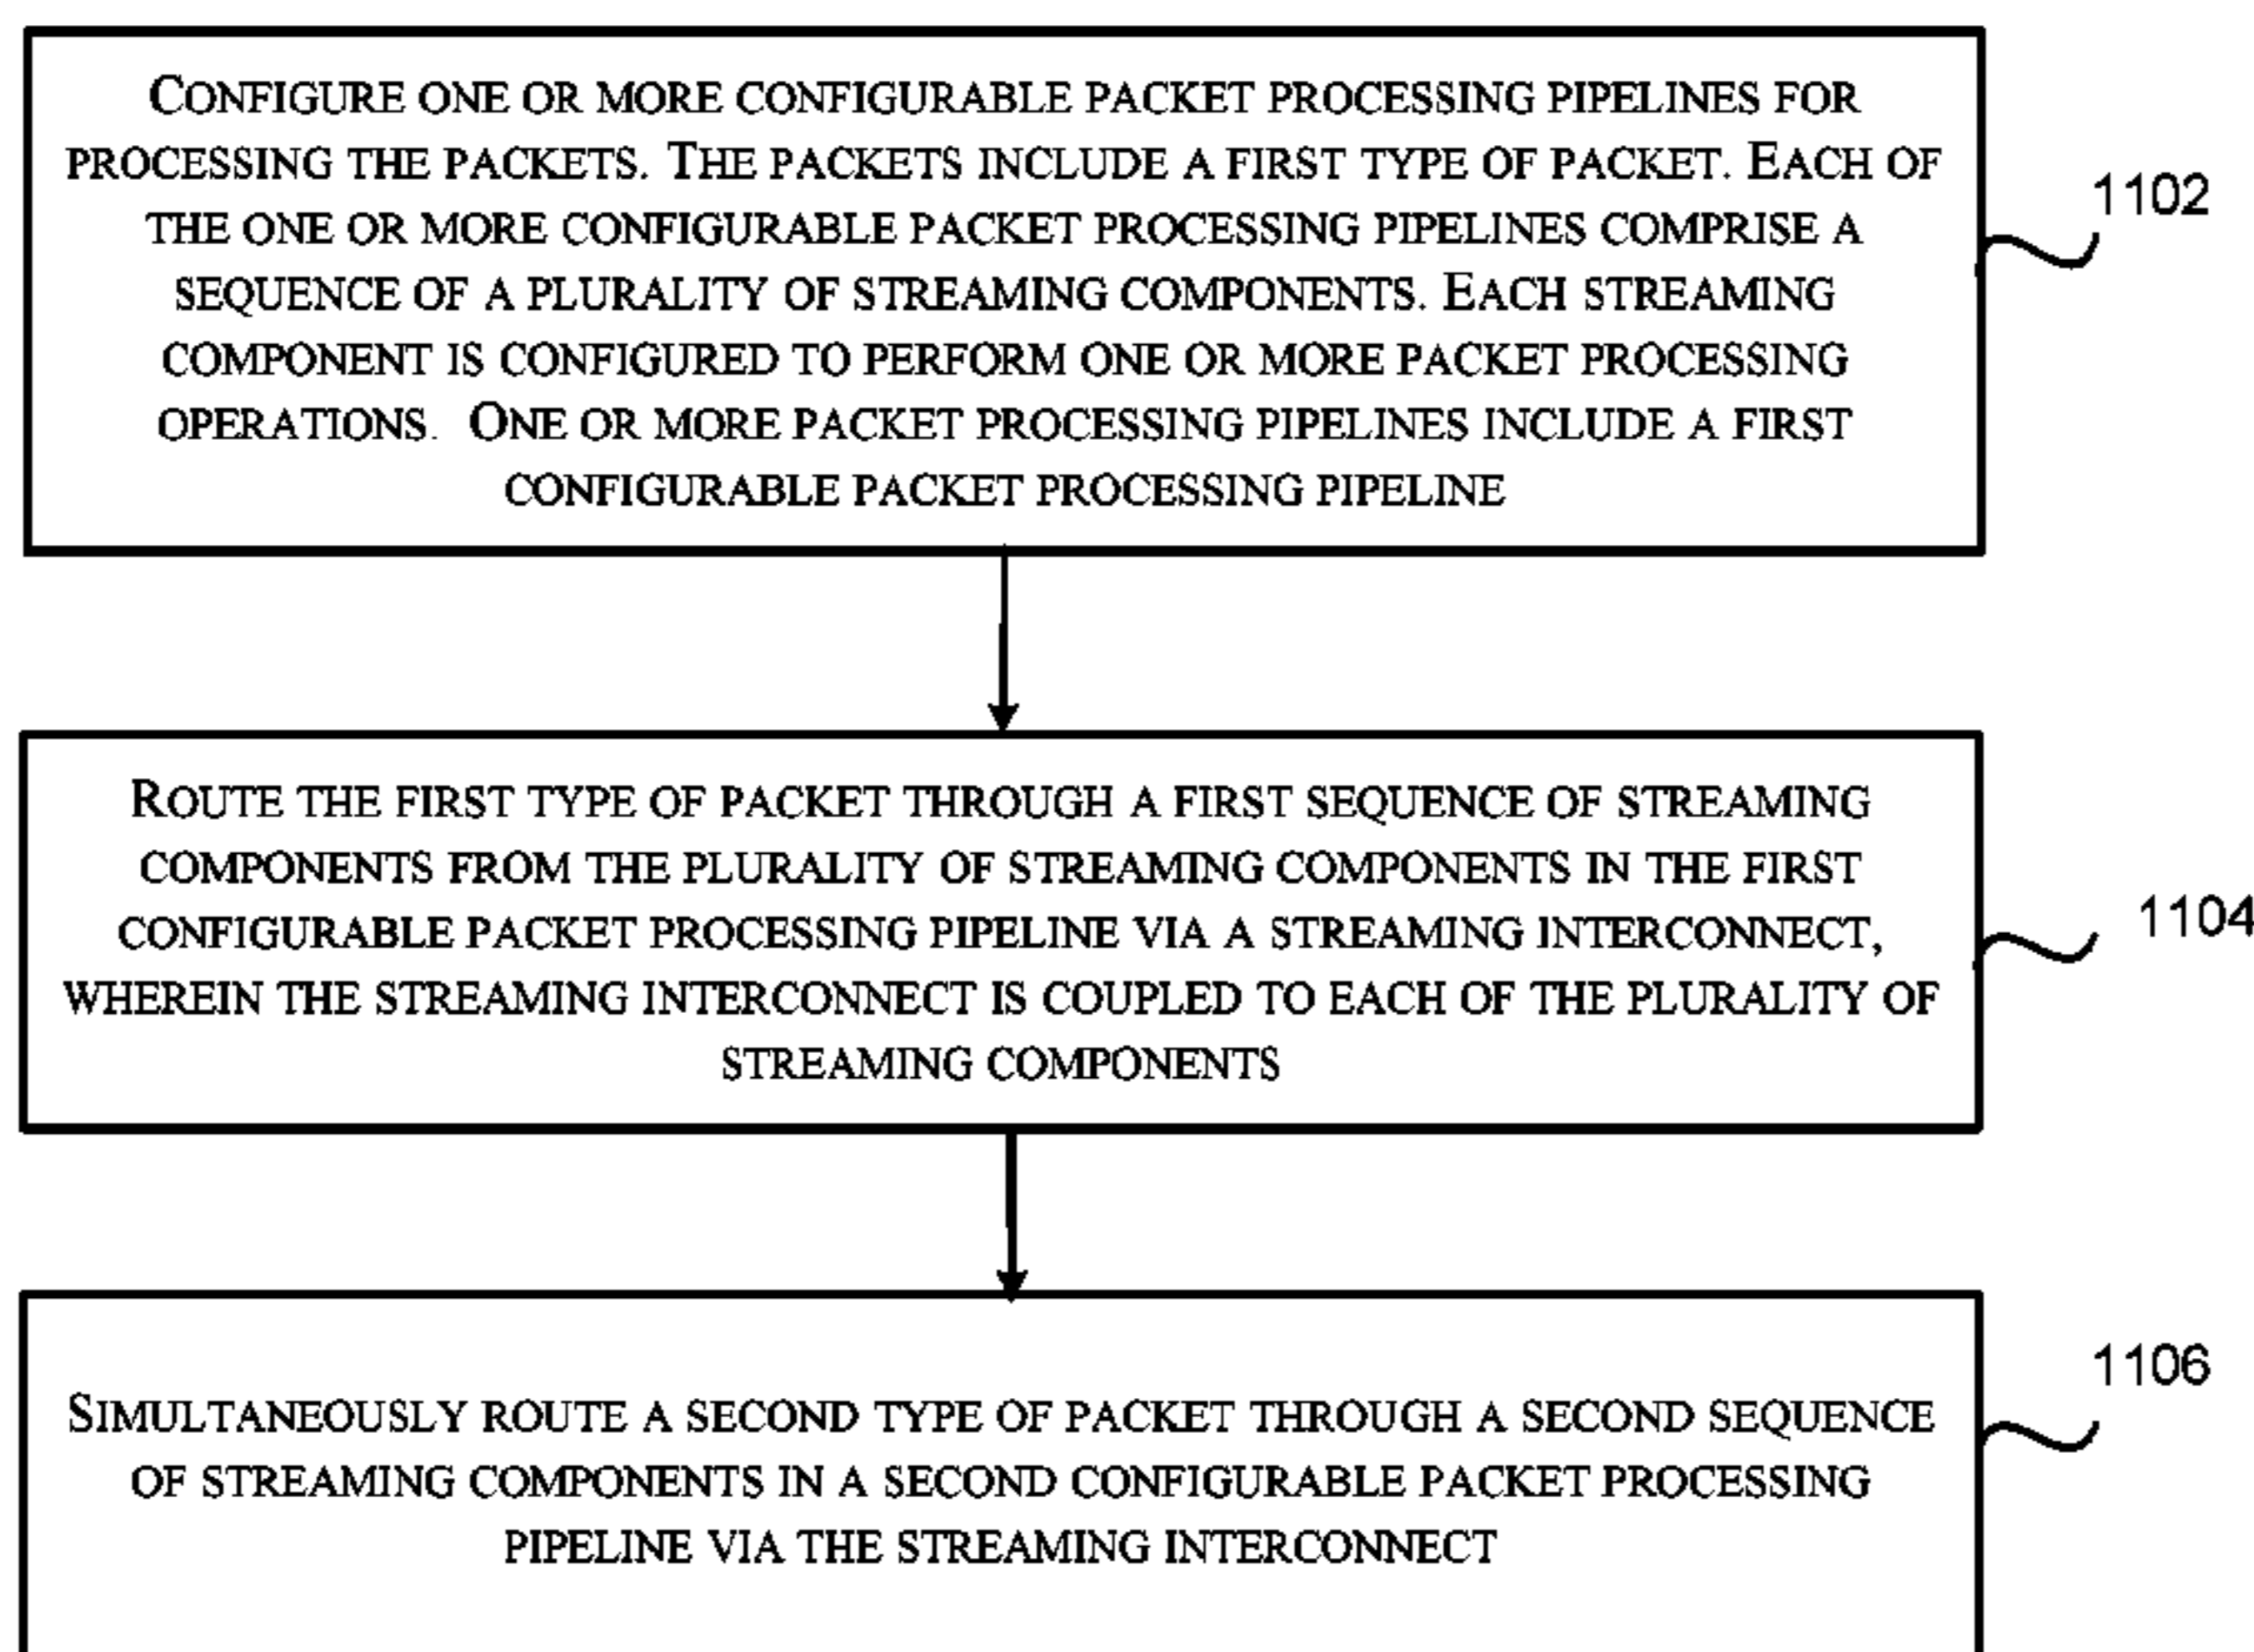 CONFIGURE ONE OR MORE CONFIGURABLE PACKET PROCESSING PIPELINES FOR
PROCESSING THE PACKETS. THE PACKETS INCLUDE A FIRST TYPE OF PACKET. EACH OF
THE ONE OR MORE CONFIGURABLE PACKET PROCESSING PIPELINES COMPRISE A
SEQUENCE OF A PLURALITY OF STREAMING COMPONENTS. EACH STREAMING
COMPONENT IS CONFIGURED TO PERFORM ONE OR MORE PACKET PROCESSING
OPERATIONS. ONE OR MORE PACKET PROCESSING PIPELINES INCLUDE A FIRST
CONFIGURABLE PACKET PROCESSING PIPELINE
1102
ROUTE THE FIRST TYPE OF PACKET THROUGH A FIRST SEQUENCE OF STREAMING
COMPONENTS FROM THE PLURALITY OF STREAMING COMPONENTS IN THE FIRST
CONFIGURABLE PACKET PROCESSING PIPELINE VIA A STREAMING INTERCONNECT,
WHEREIN THE STREAMING INTERCONNECT IS COUPLED TO EACH OF THE PLURALITY OF
STREAMING COMPONENTS
1104
SIMULTANEOUSLY ROUTE A SECOND TYPE OF PACKET THROUGH A SECOND SEQUENCE
OF STREAMING COMPONENTS IN A SECOND CONFIGURABLE PACKET PROCESSING
PIPELINE VIA THE STREAMING INTERCONNECT
1106